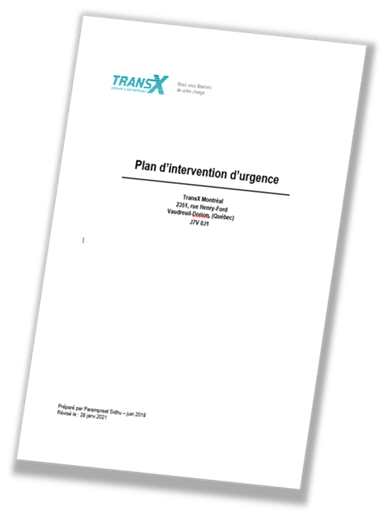 TRANSX
Nous vous libérons
de votre charge
Plan d'intervention d'urgence
TransX Montréal
2351, rue Henry-Ford
Vaudreuil-Dorion, (Québec)
J7V 0J1
Préparé par Parampreet Sidhu – juin 2019
Révisé le : 28 janv.2021